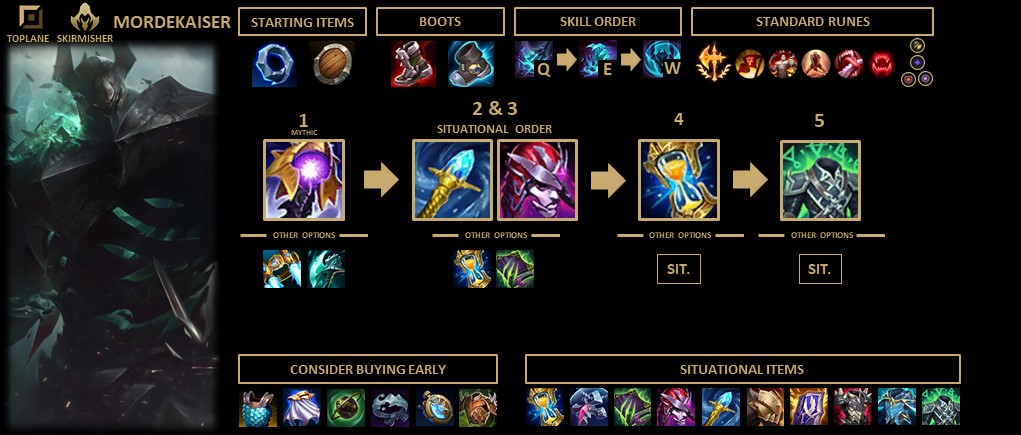 TOPLANE
SKIRMISHER
MORDEKAISER
STARTING ITEMS
BOOTS
SKILL ORDER
STANDARD RUNES
Q
E
W
1
MYTHIC
2 & 3
SITUATIONAL ORDER
4
5
OTHER OPTIONS
OTHER OPTIONS
OTHER OPTIONS
OTHER OPTIONS
SIT.
SIT.
CONSIDER BUYING EARLY
SITUATIONAL ITEMS